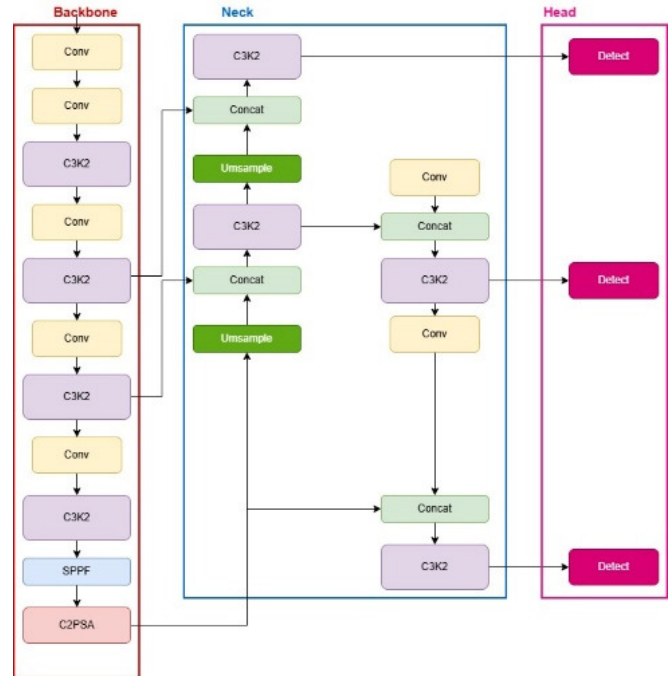 Backbone
Conv
Conv
C3K2
Conv
C3K2
Conv
C3K2
Conv
C3K2
SPPF
C2PSA
Neck
C3K2
Concat
Umsample
C3K2
Concat
Umsample
Conv
Concat
C3K2
Conv
Concat
C3K2
Head
Detect
Detect
Detect